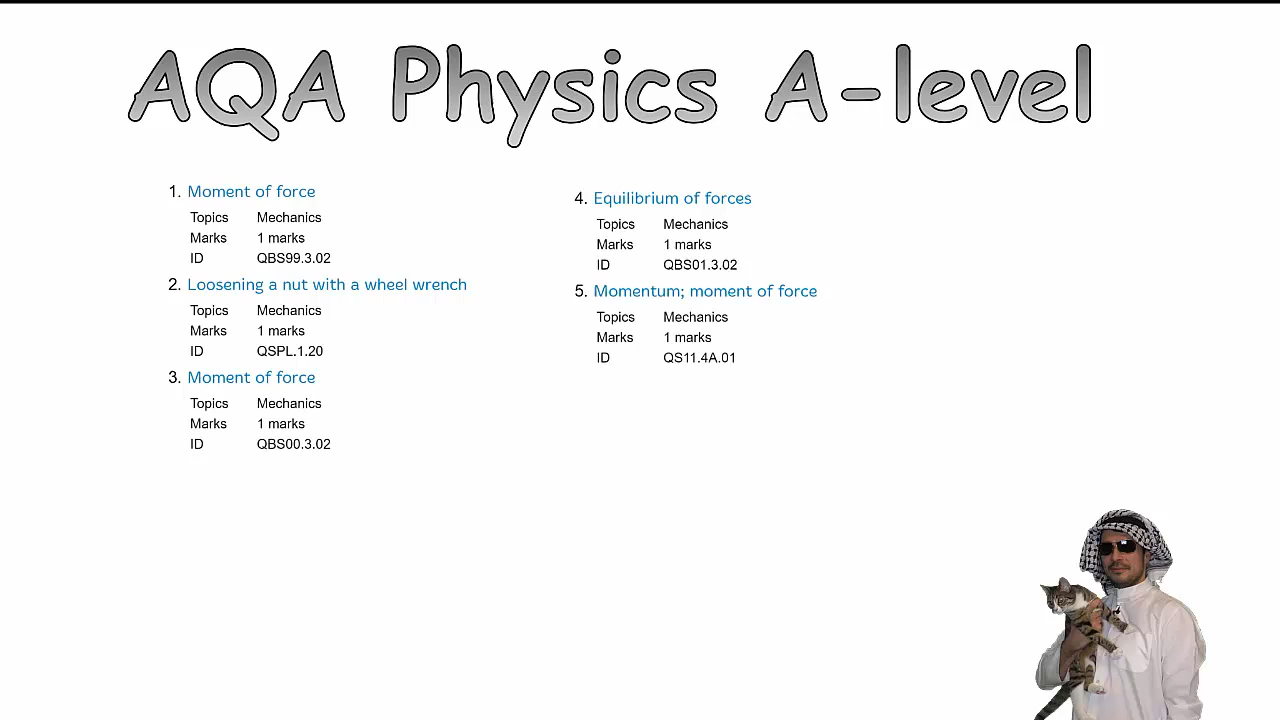 AQA Physics A-level
1. Moment of force
Topics Mechanics
Marks 1 marks
ID QBS99.3.02
2. Loosening a nut with a wheel wrench
Topics Mechanics
Marks 1 marks
ID QSPL.1.20
3. Moment of force
Topics Mechanics
Marks 1 marks
ID QBS00.3.02
4. Equilibrium of forces
Topics Mechanics
Marks 1 marks
ID QBS01.3.02
5. Momentum; moment of force
Topics Mechanics
Marks 1 marks
ID QS11.4A.01